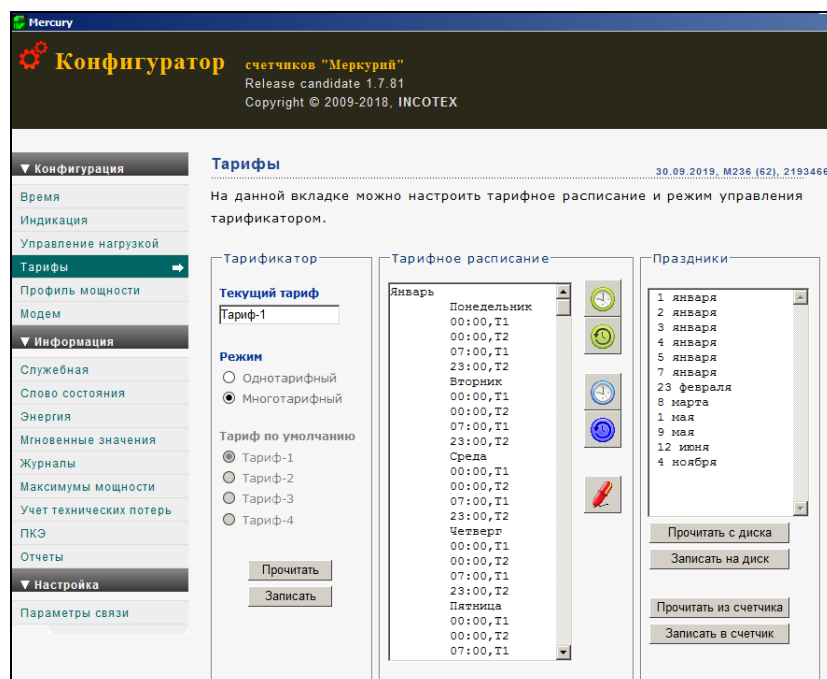 Mercury
Конфигуратор счетчиков "Меркурий"
Release candidate 1.7.81
Copyright © 2009-2018, INCOTEX
▼ Конфигурация
Время
Индикация
Управление нагрузкой
Тарифы
Профиль мощности
Модем
▼ Информация
Служебная
Слово состояния
Энергия
Мгновенные значения
Журналы
Максимумы мощности
Учет технических потерь
ПКЭ
Отчеты
▼ Настройка
Параметры связи
Тарифы
30.09.2019, M236 (62), 2193466
На данной вкладке можно настроить тарифное расписание и режим управления
тарификатором.
Тарификатор
Текущий тариф
Тариф-1
Режим
Однотарифный
Многотарифный
Тариф по умолчанию
Тариф-1
Тариф-2
Тариф-3
Тариф-4
Прочитать
Записать
Тарифное расписание
Январь
Понедельник
00:00,T1
00:00,T2
07:00,T1
23:00,T2
Вторник
00:00,T1
00:00,T2
07:00,T1
23:00,T2
Среда
00:00,T1
00:00,T2
07:00,T1
23:00,T2
Четверг
00:00,T1
00:00,T2
07:00,T1
23:00,T2
Пятница
00:00,T1
00:00,T2
07:00,T1
Праздники
1 января
2 января
3 января
4 января
5 января
7 января
23 февраля
8 марта
1 мая
9 мая
12 июня
4 ноября
Прочитать с диска
Записать на диск
Прочитать из счетчика
Записать в счетчик